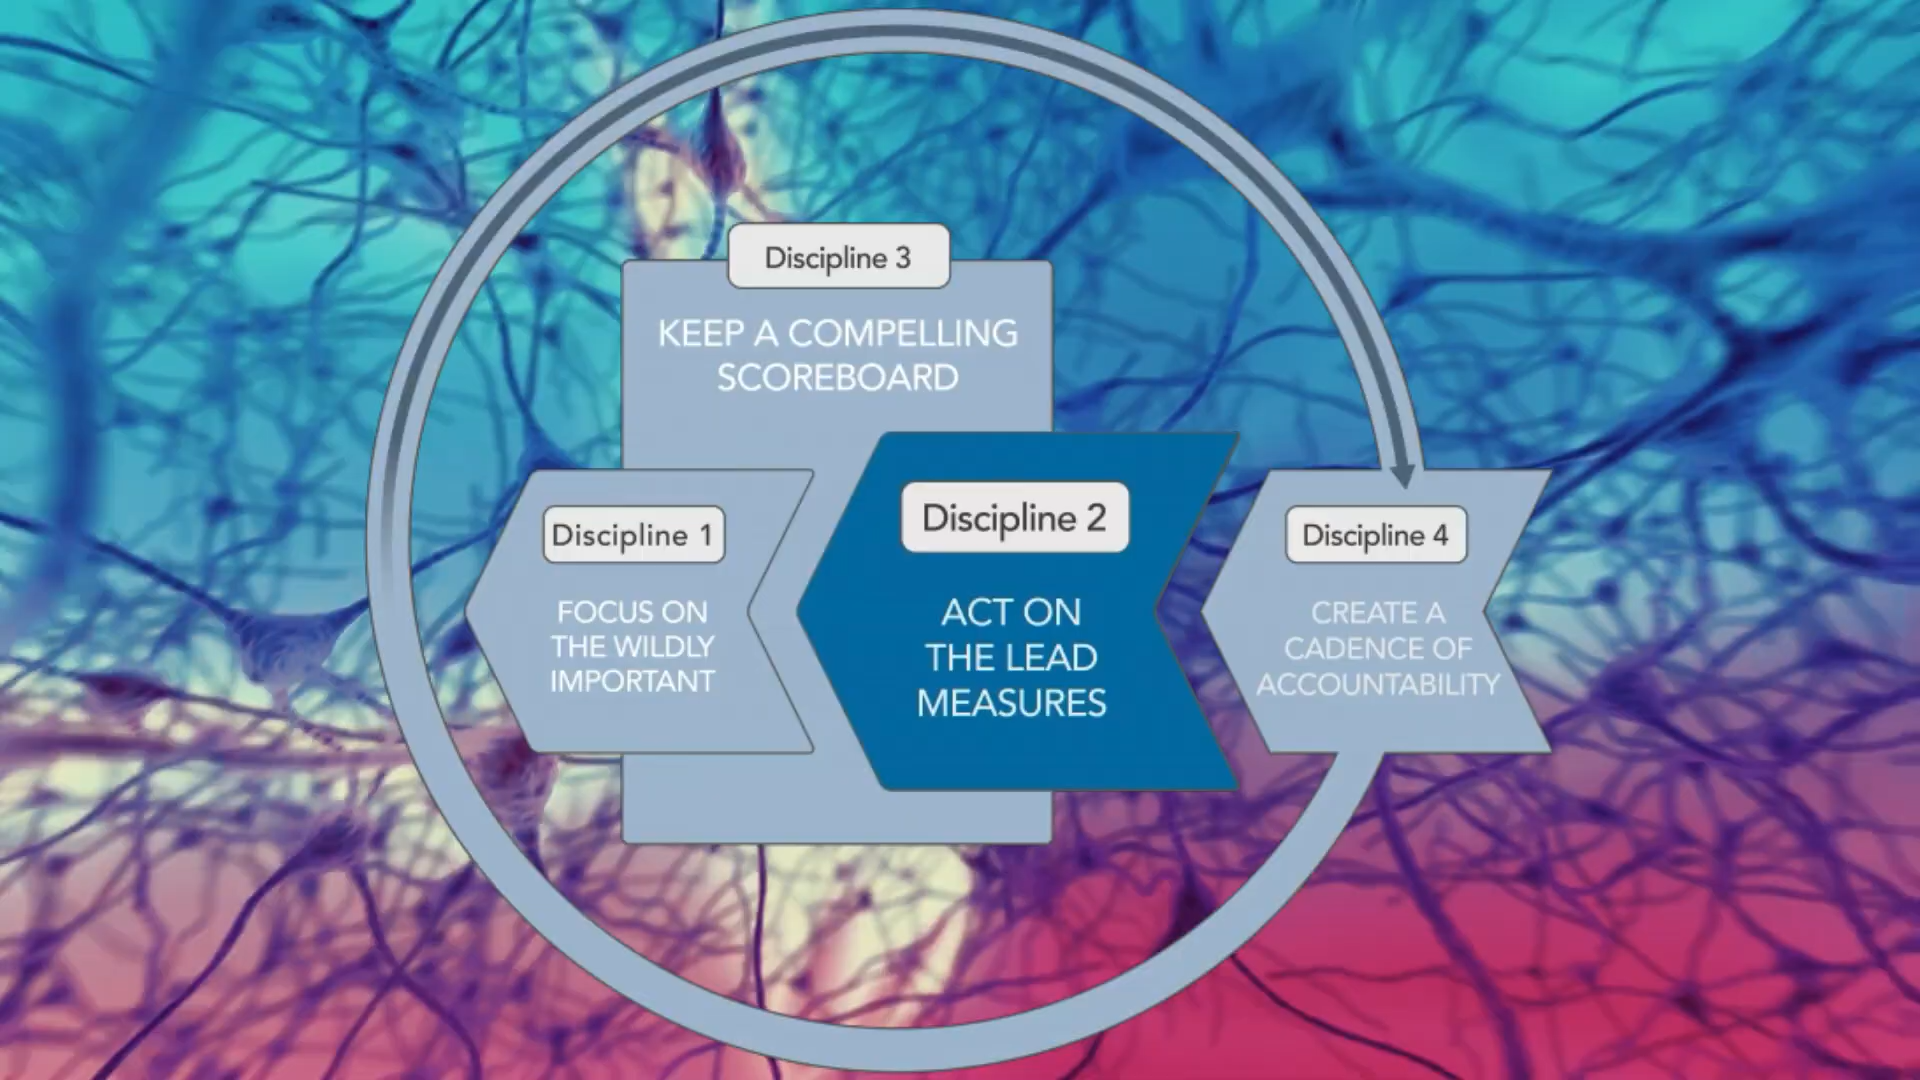 Discipline 3
KEEP A COMPELLING
SCOREBOARD
Discipline 1
FOCUS ON
THE WILDLY
IMPORTANT
Discipline 2
ACT ON
THE LEAD
MEASURES
Discipline 4
CREATE A
CADENCE OF
ACCOUNTABILITY